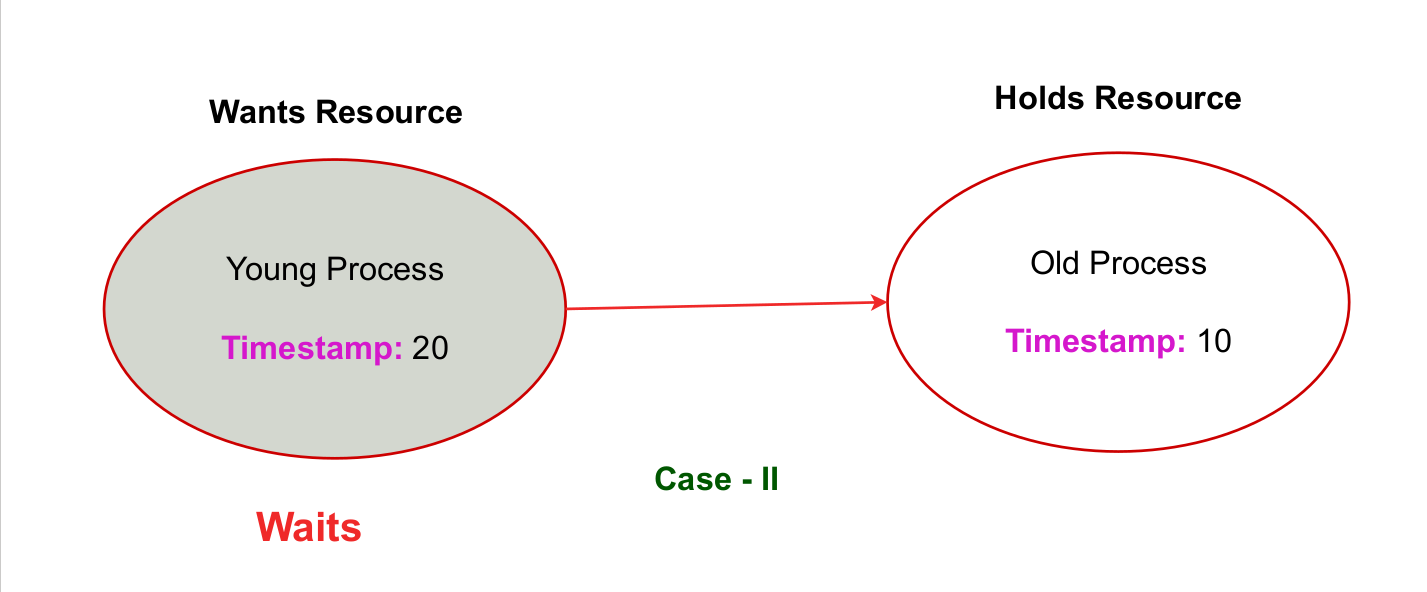 Wants Resource
Holds Resource
Young Process
Old Process
Timestamp: 20
Timestamp: 10
Case - II
Waits